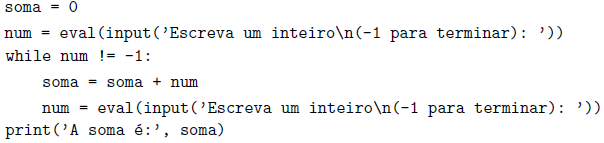 soma = 0
num = eval(input('Escreva um inteiro\n(-1 para terminar): '))
while num != -1:
    soma = soma + num
    num = eval(input('Escreva um inteiro\n(-1 para terminar): '))
print('A soma é:', soma)